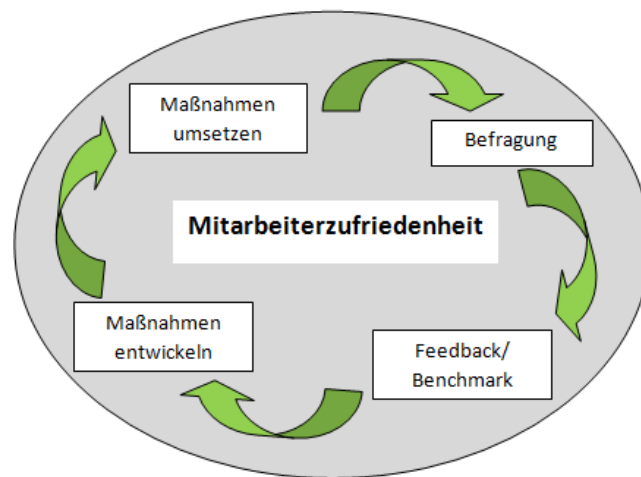 Maßnahmen
umsetzen
Befragung
Mitarbeiterzufriedenheit
Maßnahmen
entwickeln
Feedback/
Benchmark